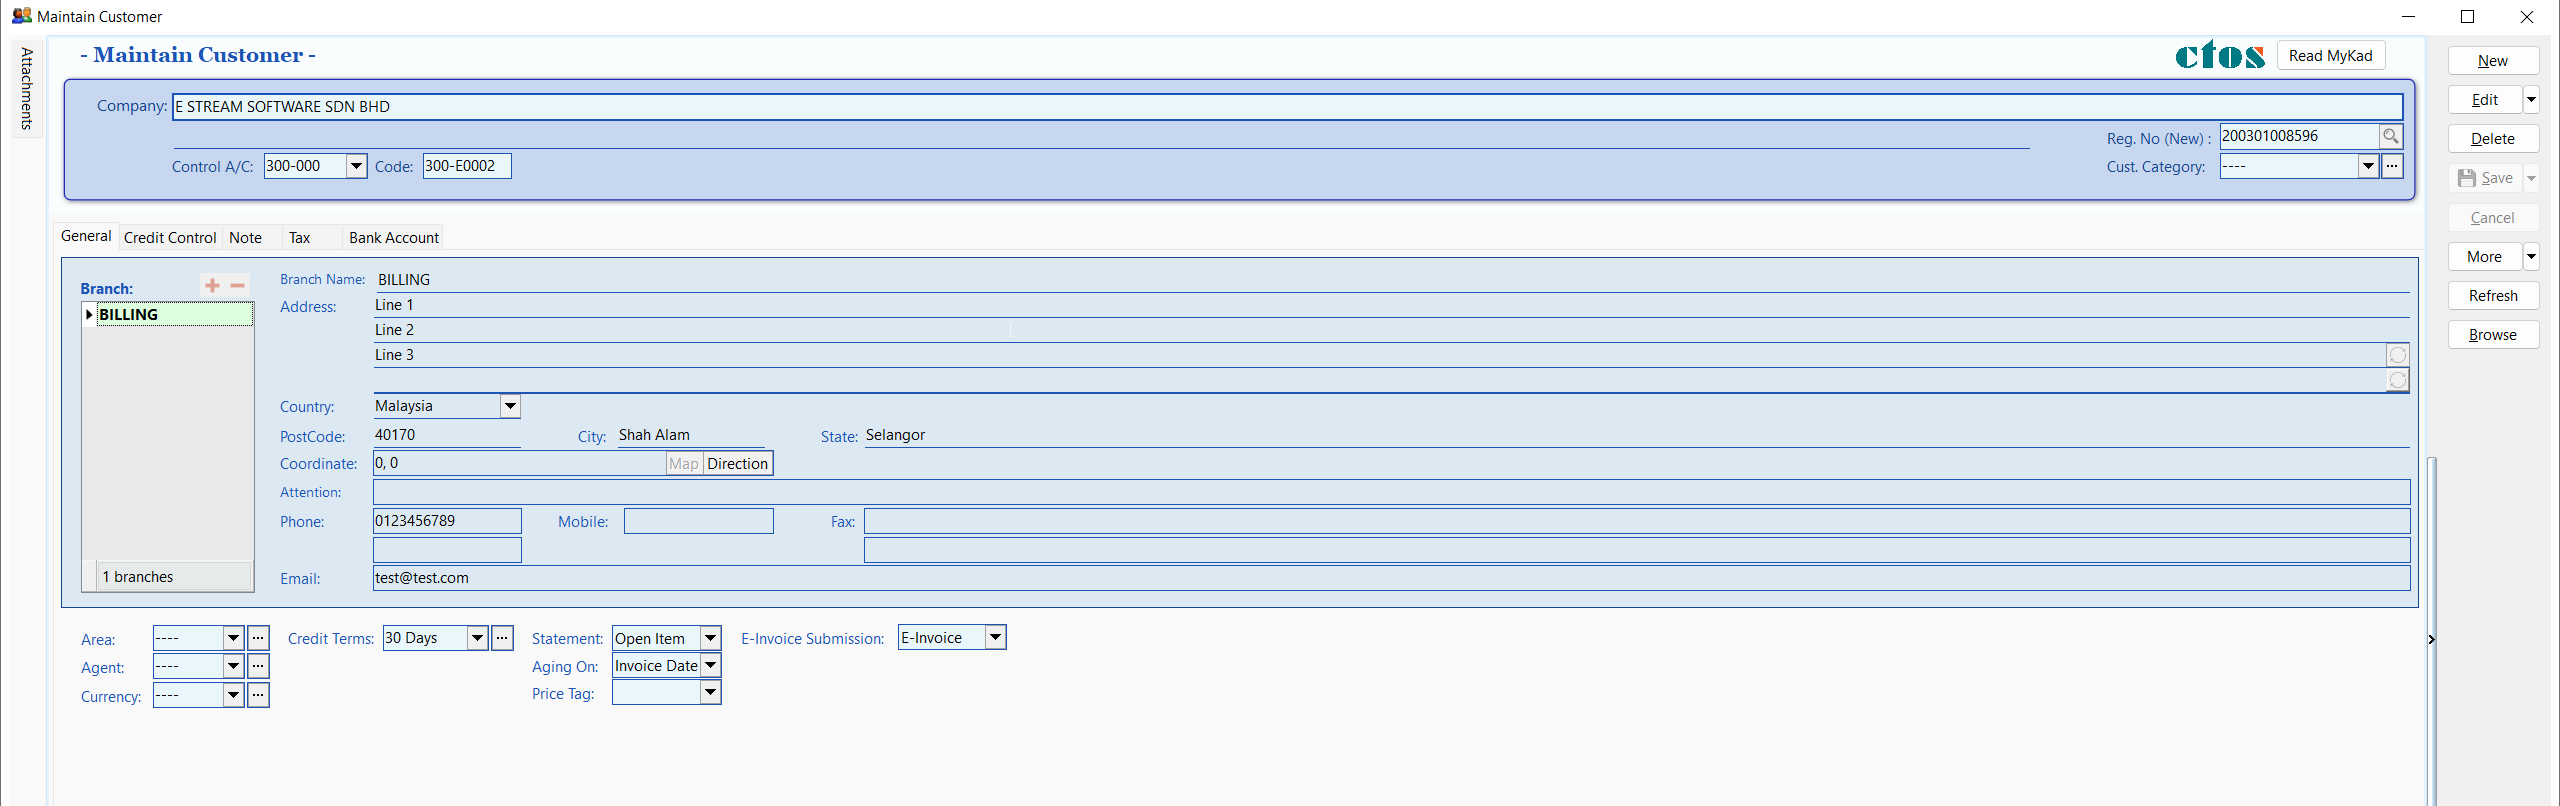 Maintain Customer
Attachments
- Maintain Customer -
ctos
Read MyKad
Company: E STREAM SOFTWARE SDN BHD
Reg. No (New) : 200301008596
Control A/C: 300-000 Code: 300-E0002
Cust. Category: ---- ...
New
Edit
Delete
Save
Cancel
More
Refresh
Browse
General Credit Control Note Tax Bank Account
Branch: + −
BILLING
1 branches
Branch Name: BILLING
Address: Line 1
Line 2
Line 3
Country: Malaysia
PostCode: 40170 City: Shah Alam State: Selangor
Coordinate: 0, 0 Map Direction
Attention:
Phone: 0123456789 Mobile: Fax:
Email: test@test.com
Area: ---- ... Credit Terms: 30 Days ... Statement: Open Item E-Invoice Submission: E-Invoice
Agent: ---- ... Aging On: Invoice Date
Currency: ---- ... Price Tag: